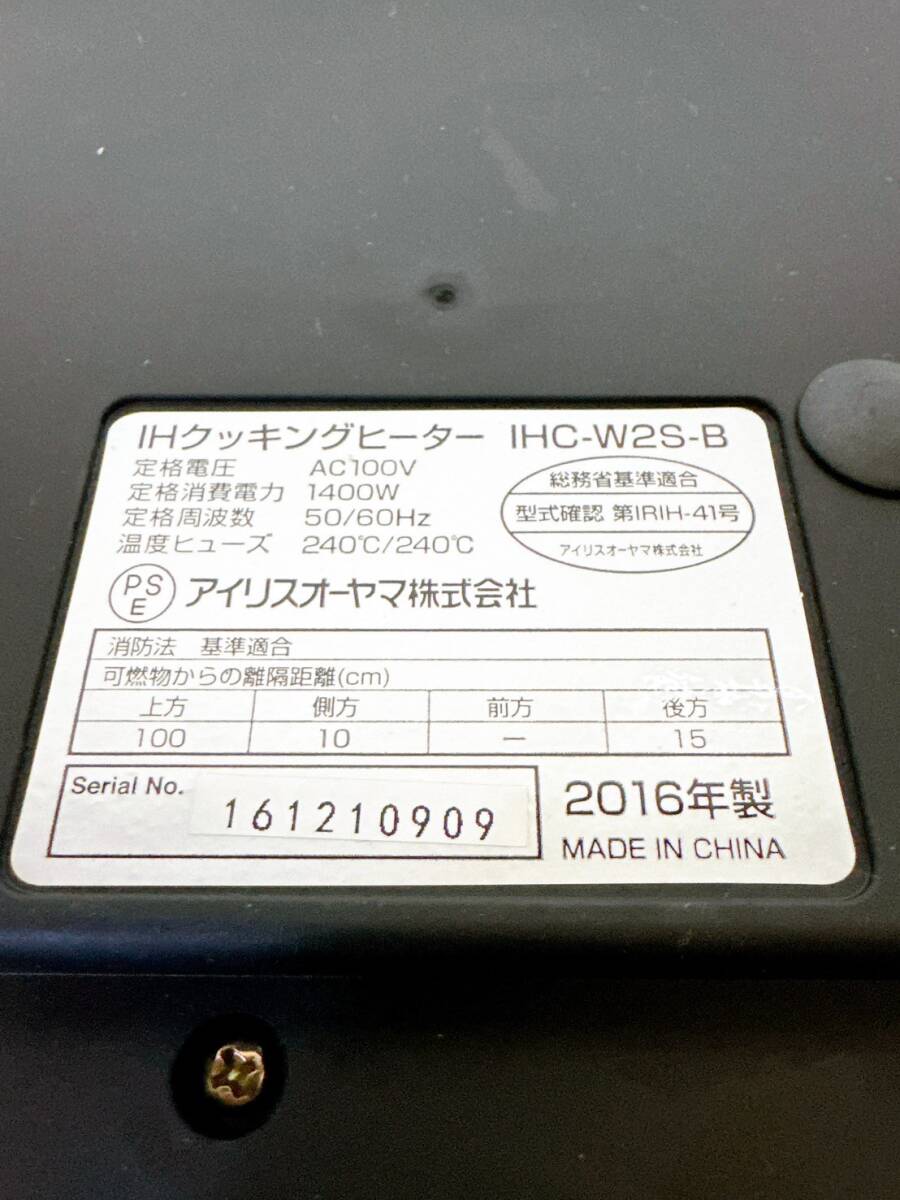 IHクッキングヒーター IHC-W2S-B
定格電圧 AC100V
定格消費電力 1400W
定格周波数 50/60Hz
温度ヒューズ 240℃/240℃
総務省基準適合
型式確認 第IRIH-41号
アイリスオーヤマ株式会社
PSE アイリスオーヤマ株式会社
消防法 基準適合
可燃物からの離隔距離(cm)
上方 側方 前方 後方
100 10 － 15
Serial No. 161210909
2016年製
MADE IN CHINA